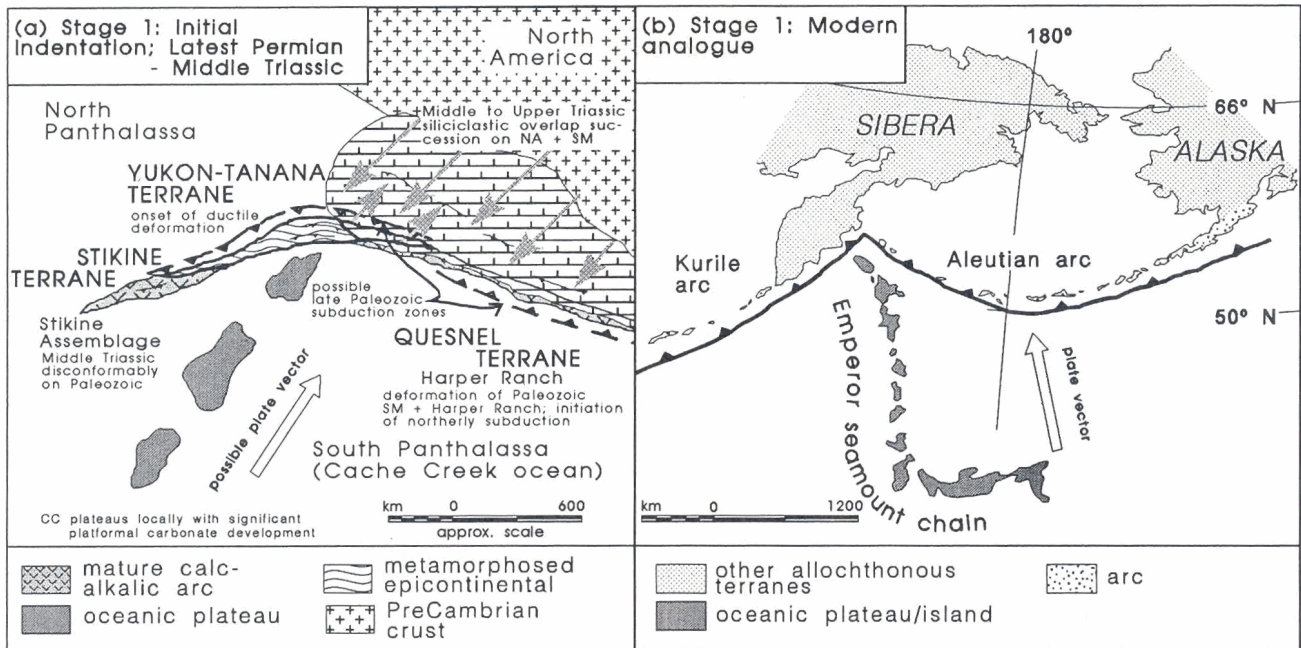 (a) Stage 1: Initial
Indentation; Latest Permian
- Middle Triassic
North
America
North
Panthalassa
Middle to Upper Triassic
siliciclastic overlap suc-
cession on NA + SM
YUKON-TANANA
TERRANE
onset of ductile
deformation
STIKINE
TERRANE
possible
late Paleozoic
subduction zones
Stikine
Assemblage
Middle Triassic
disconformably
on Paleozoic
QUESNEL
TERRANE
Harper Ranch
deformation of Paleozoic
SM + Harper Ranch; initiation
of northerly subduction
possible plate vector
South Panthalassa
(Cache Creek ocean)
CC plateaus locally with significant
platformal carbonate development
km 0 600
approx. scale
mature calc-
alkalic arc
oceanic plateau
metamorphosed
epicontinental
PreCambrian
crust
(b) Stage 1: Modern
analogue
180°
66° N
SIBERA
ALASKA
Kurile
arc
Aleutian arc
50° N
Emperor seamount chain
plate vector
km 0 1200
other allochthonous
terranes
oceanic plateau/island
arc